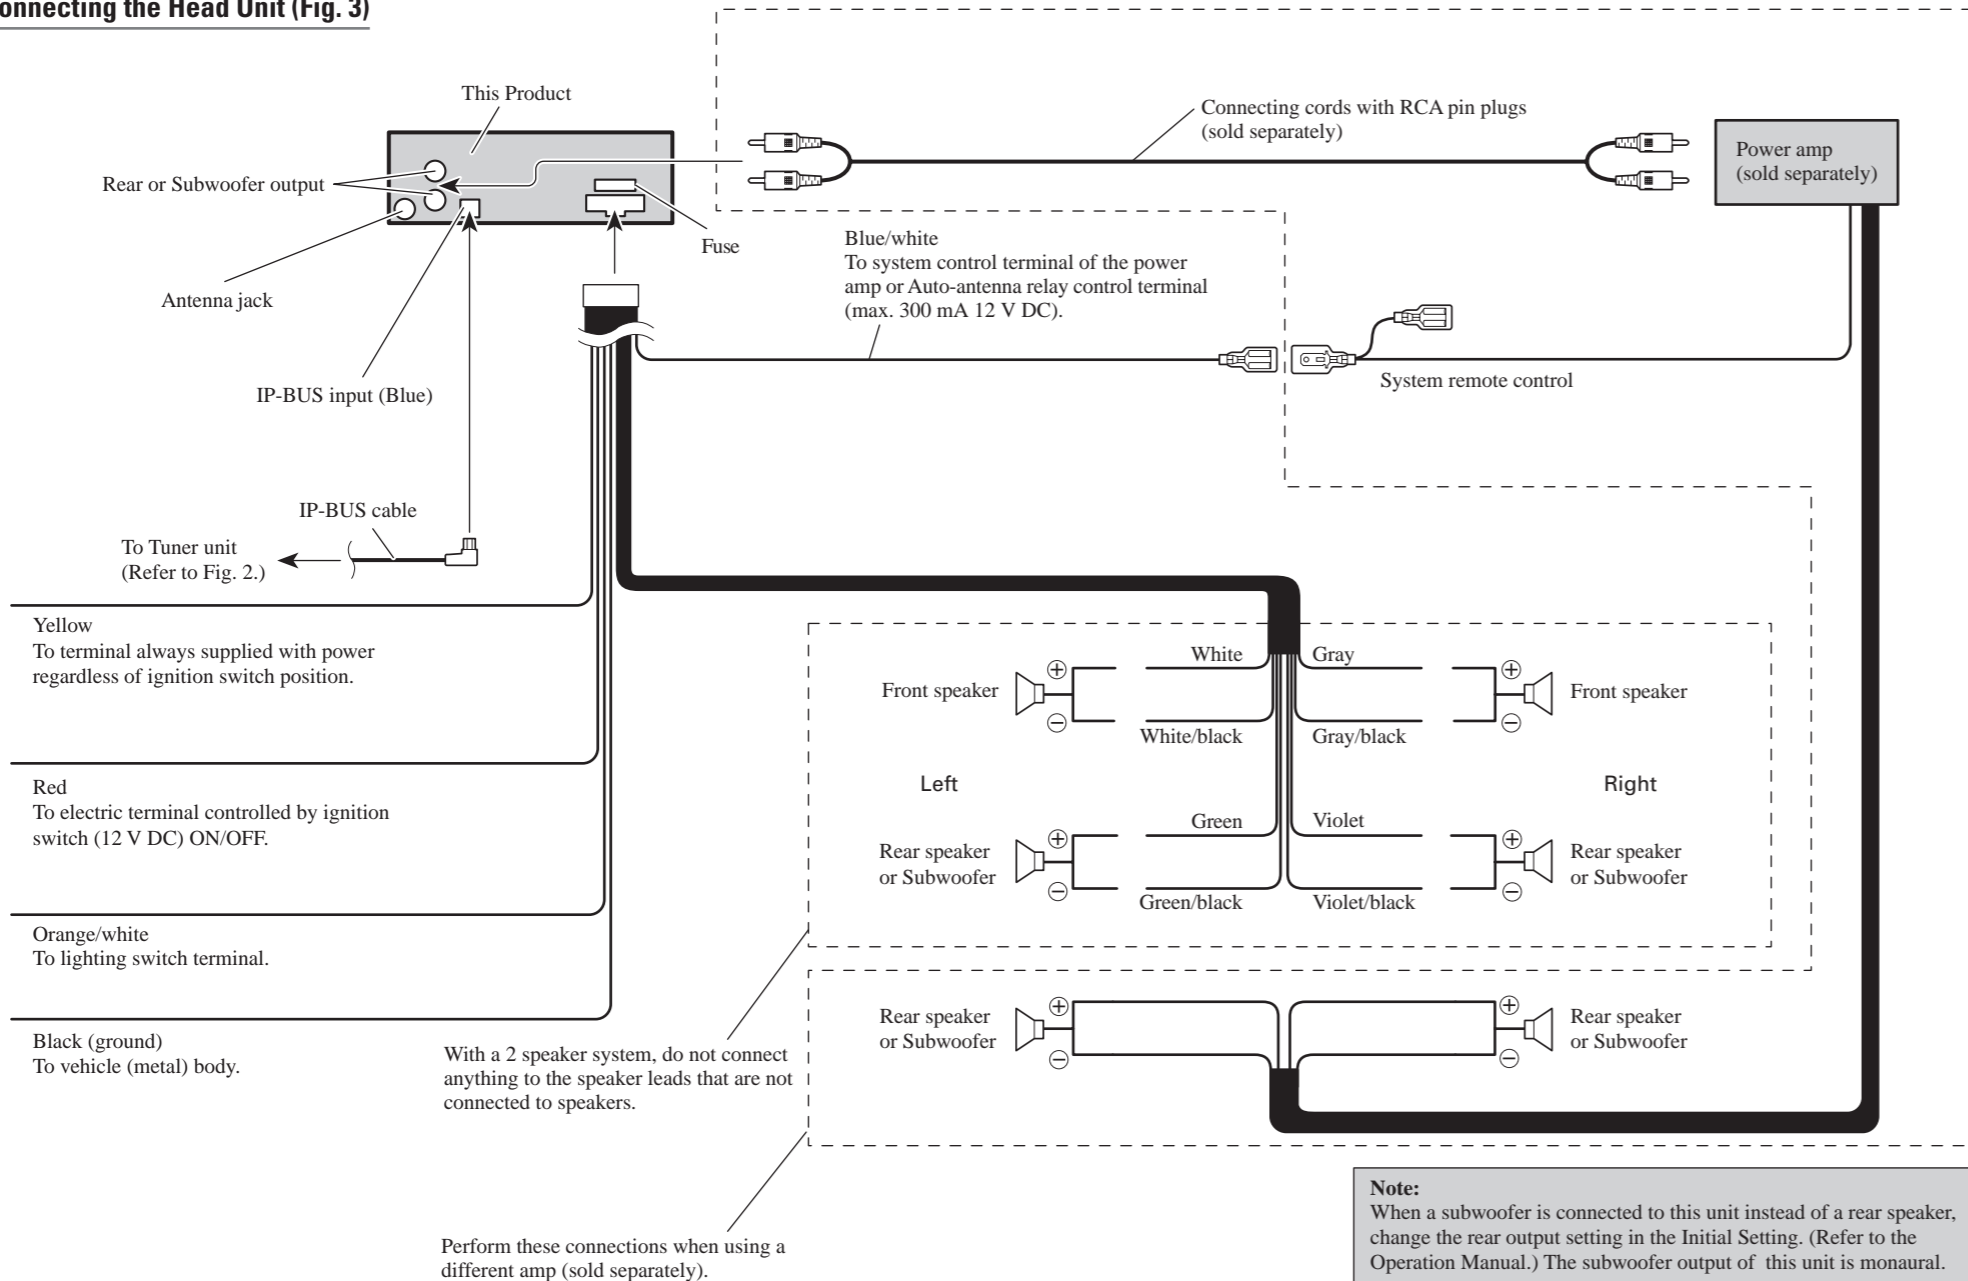 onnecting the Head Unit (Fig. 3)
This Product
Connecting cords with RCA pin plugs
(sold separately)
Power amp
(sold separately)
Rear or Subwoofer output
Fuse
Antenna jack
Blue/white
To system control terminal of the power
amp or Auto-antenna relay control terminal
(max. 300 mA 12 V DC).
System remote control
IP-BUS input (Blue)
IP-BUS cable
To Tuner unit
(Refer to Fig. 2.)
Yellow
To terminal always supplied with power
regardless of ignition switch position.
Red
To electric terminal controlled by ignition
switch (12 V DC) ON/OFF.
Orange/white
To lighting switch terminal.
Black (ground)
To vehicle (metal) body.
White
Gray
Front speaker
⊕
⊖
⊕
⊖
Front speaker
White/black
Gray/black
Left
Right
Green
Violet
Rear speaker
or Subwoofer
⊕
⊖
⊕
⊖
Rear speaker
or Subwoofer
Green/black
Violet/black
Rear speaker
or Subwoofer
⊕
⊖
⊕
⊖
Rear speaker
or Subwoofer
With a 2 speaker system, do not connect
anything to the speaker leads that are not
connected to speakers.
Perform these connections when using a
different amp (sold separately).
Note:
When a subwoofer is connected to this unit instead of a rear speaker,
change the rear output setting in the Initial Setting. (Refer to the
Operation Manual.) The subwoofer output of this unit is monaural.